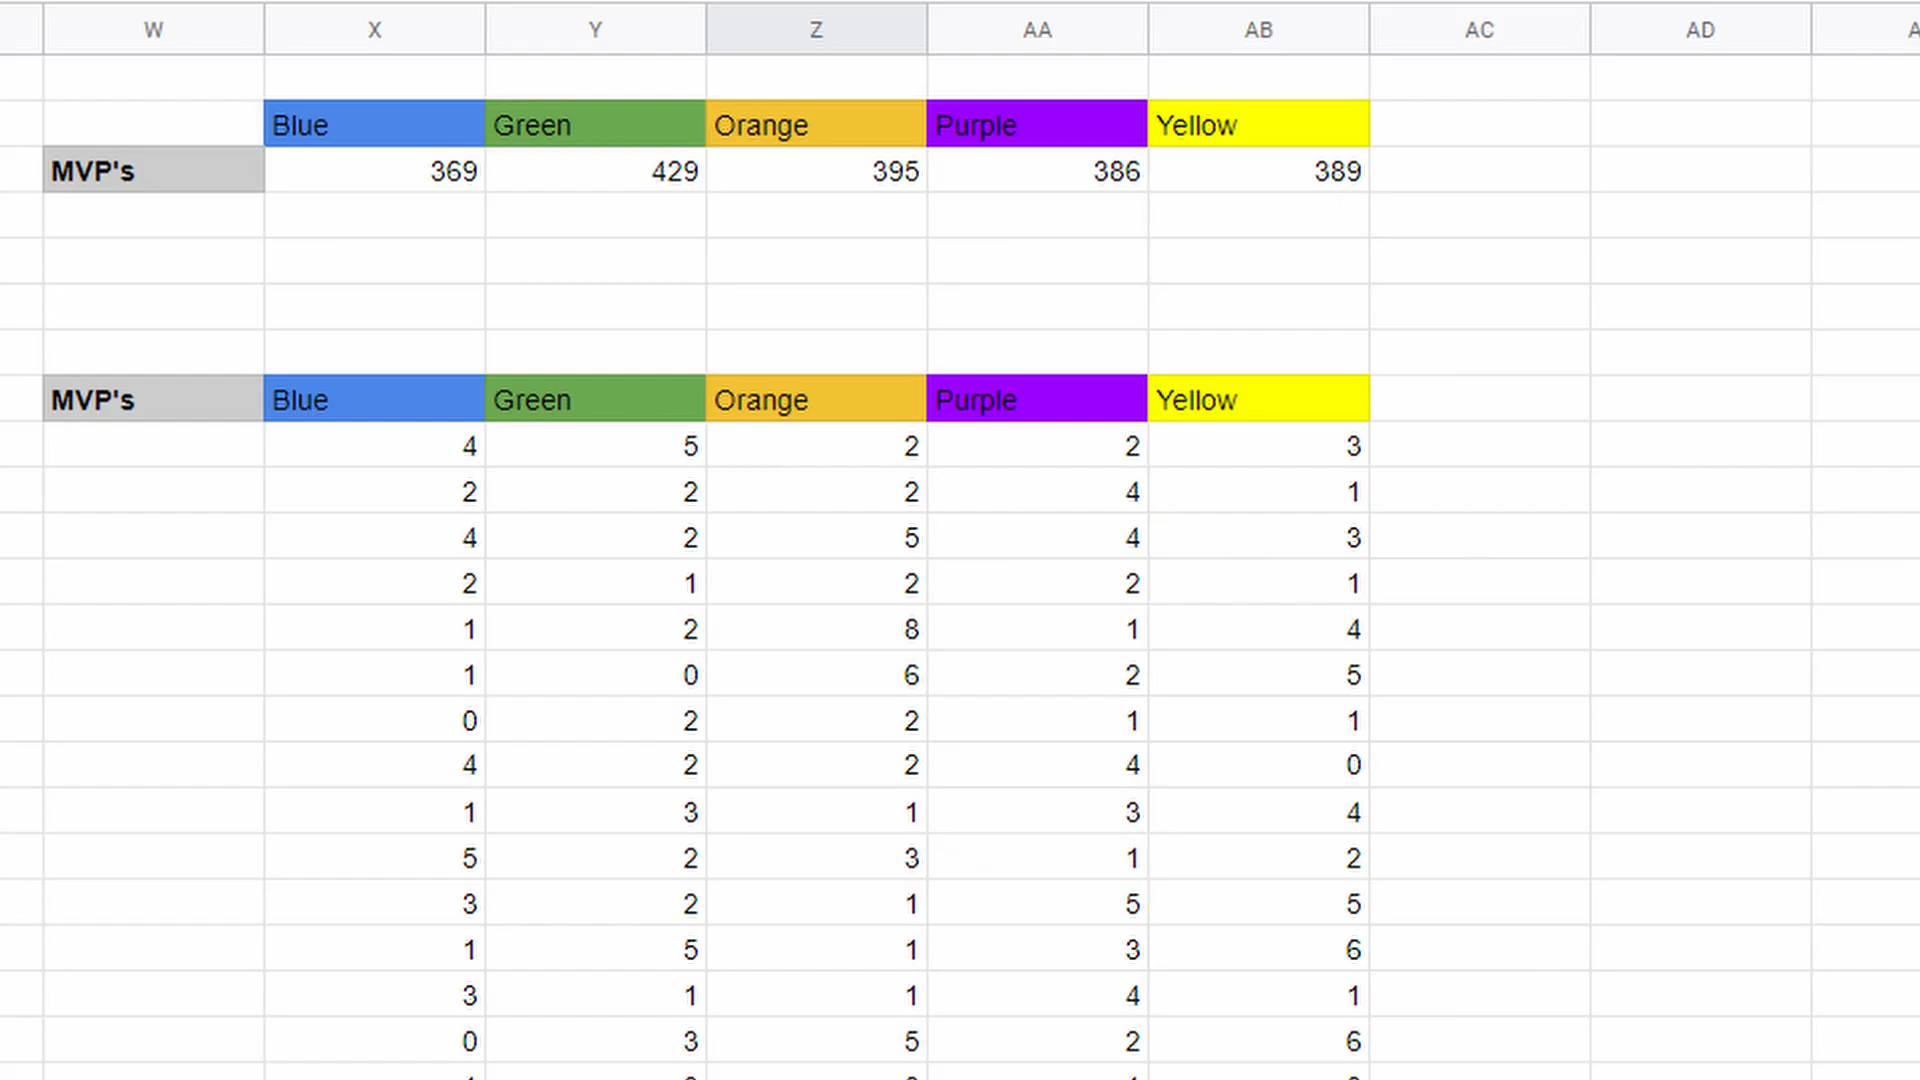 W X Y Z AA AB AC AD
Blue Green Orange Purple Yellow
MVP's 369 429 395 386 389
MVP's Blue Green Orange Purple Yellow
4 5 2 2 3
2 2 2 4 1
4 2 5 4 3
2 1 2 2 1
1 2 8 1 4
1 0 6 2 5
0 2 2 1 1
4 2 2 4 0
1 3 1 3 4
5 2 3 1 2
3 2 1 5 5
1 5 1 3 6
3 1 1 4 1
0 3 5 2 6